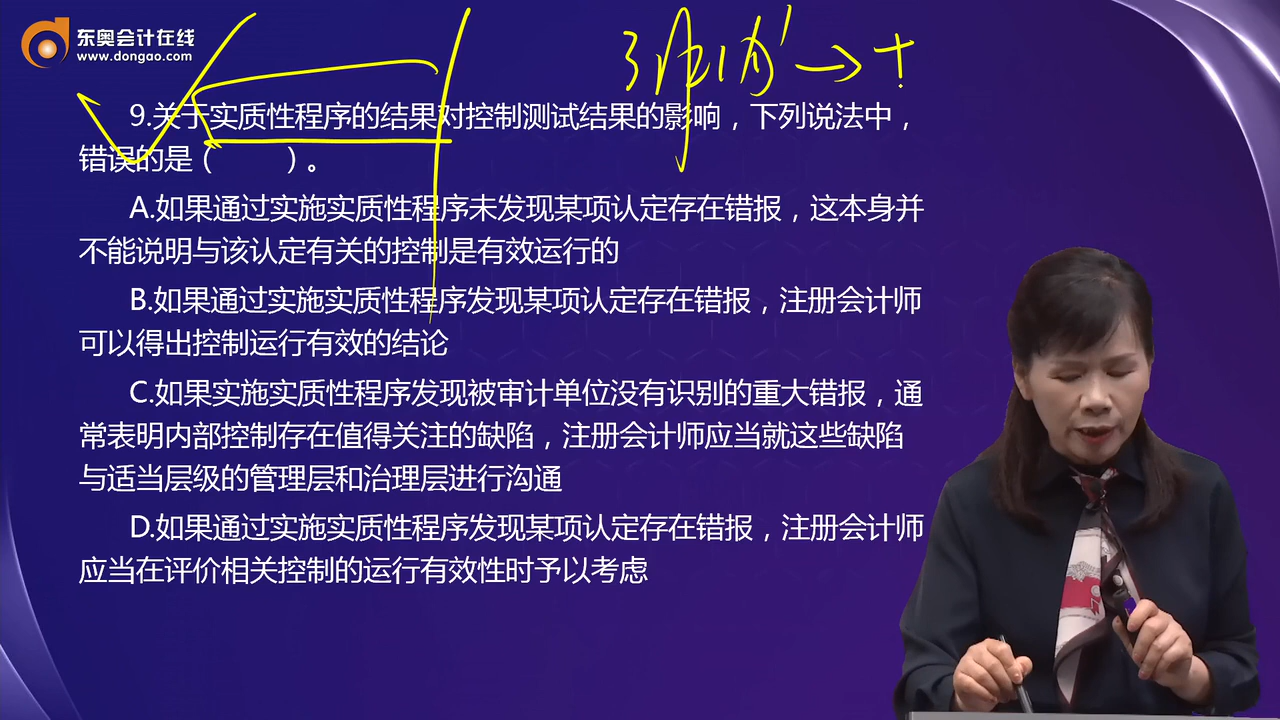 东奥会计在线
www.dongao.com
9.关于实质性程序的结果对控制测试结果的影响，下列说法中，
错误的是（　　）。
A.如果通过实施实质性程序未发现某项认定存在错报，这本身并
不能说明与该认定有关的控制是有效运行的
B.如果通过实施实质性程序发现某项认定存在错报，注册会计师
可以得出控制运行有效的结论
C.如果实施实质性程序发现被审计单位没有识别的重大错报，通
常表明内部控制存在值得关注的缺陷，注册会计师应当就这些缺陷
与适当层级的管理层和治理层进行沟通
D.如果通过实施实质性程序发现某项认定存在错报，注册会计师
应当在评价相关控制的运行有效性时予以考虑